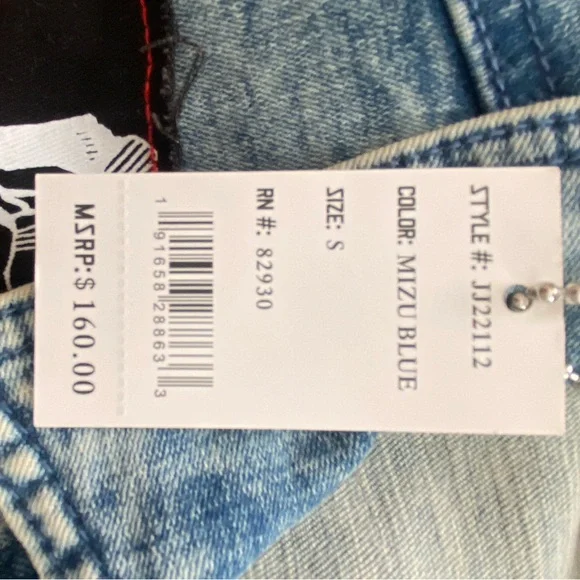 STYLE #: JJ22112
COLOR: MIZU BLUE
SIZE: S
RN #: 82930
1 91658 28863 3
MSRP: $ 160.00